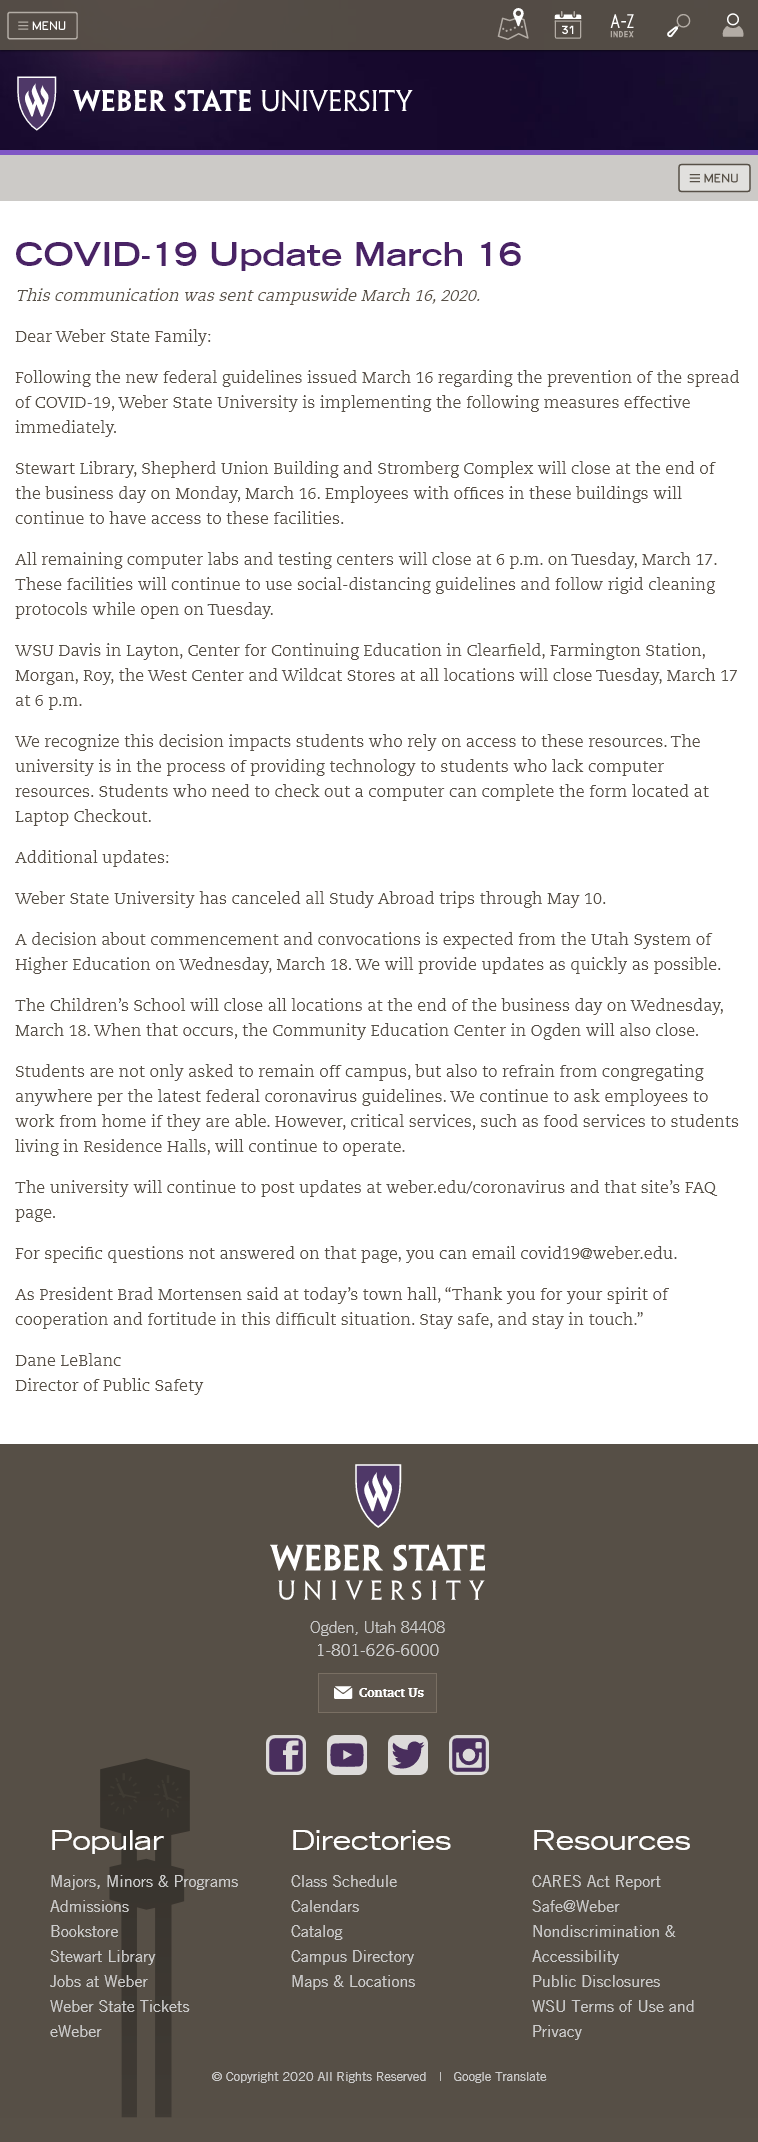 MENU
31
A-Z
INDEX
WEBER STATE UNIVERSITY
MENU
COVID-19 Update March 16
This communication was sent campuswide March 16, 2020.
Dear Weber State Family:
Following the new federal guidelines issued March 16 regarding the prevention of the spread
of COVID-19, Weber State University is implementing the following measures effective
immediately.
Stewart Library, Shepherd Union Building and Stromberg Complex will close at the end of
the business day on Monday, March 16. Employees with offices in these buildings will
continue to have access to these facilities.
All remaining computer labs and testing centers will close at 6 p.m. on Tuesday, March 17.
These facilities will continue to use social-distancing guidelines and follow rigid cleaning
protocols while open on Tuesday.
WSU Davis in Layton, Center for Continuing Education in Clearfield, Farmington Station,
Morgan, Roy, the West Center and Wildcat Stores at all locations will close Tuesday, March 17
at 6 p.m.
We recognize this decision impacts students who rely on access to these resources. The
university is in the process of providing technology to students who lack computer
resources. Students who need to check out a computer can complete the form located at
Laptop Checkout.
Additional updates:
Weber State University has canceled all Study Abroad trips through May 10.
A decision about commencement and convocations is expected from the Utah System of
Higher Education on Wednesday, March 18. We will provide updates as quickly as possible.
The Children’s School will close all locations at the end of the business day on Wednesday,
March 18. When that occurs, the Community Education Center in Ogden will also close.
Students are not only asked to remain off campus, but also to refrain from congregating
anywhere per the latest federal coronavirus guidelines. We continue to ask employees to
work from home if they are able. However, critical services, such as food services to students
living in Residence Halls, will continue to operate.
The university will continue to post updates at weber.edu/coronavirus and that site’s FAQ
page.
For specific questions not answered on that page, you can email covid19@weber.edu.
As President Brad Mortensen said at today’s town hall, “Thank you for your spirit of
cooperation and fortitude in this difficult situation. Stay safe, and stay in touch.”
Dane LeBlanc
Director of Public Safety
WEBER STATE
UNIVERSITY
Ogden, Utah 84408
1-801-626-6000
Contact Us
Popular
Majors, Minors & Programs
Admissions
Bookstore
Stewart Library
Jobs at Weber
Weber State Tickets
eWeber
Directories
Class Schedule
Calendars
Catalog
Campus Directory
Maps & Locations
Resources
CARES Act Report
Safe@Weber
Nondiscrimination &
Accessibility
Public Disclosures
WSU Terms of Use and
Privacy
© Copyright 2020 All Rights Reserved | Google Translate